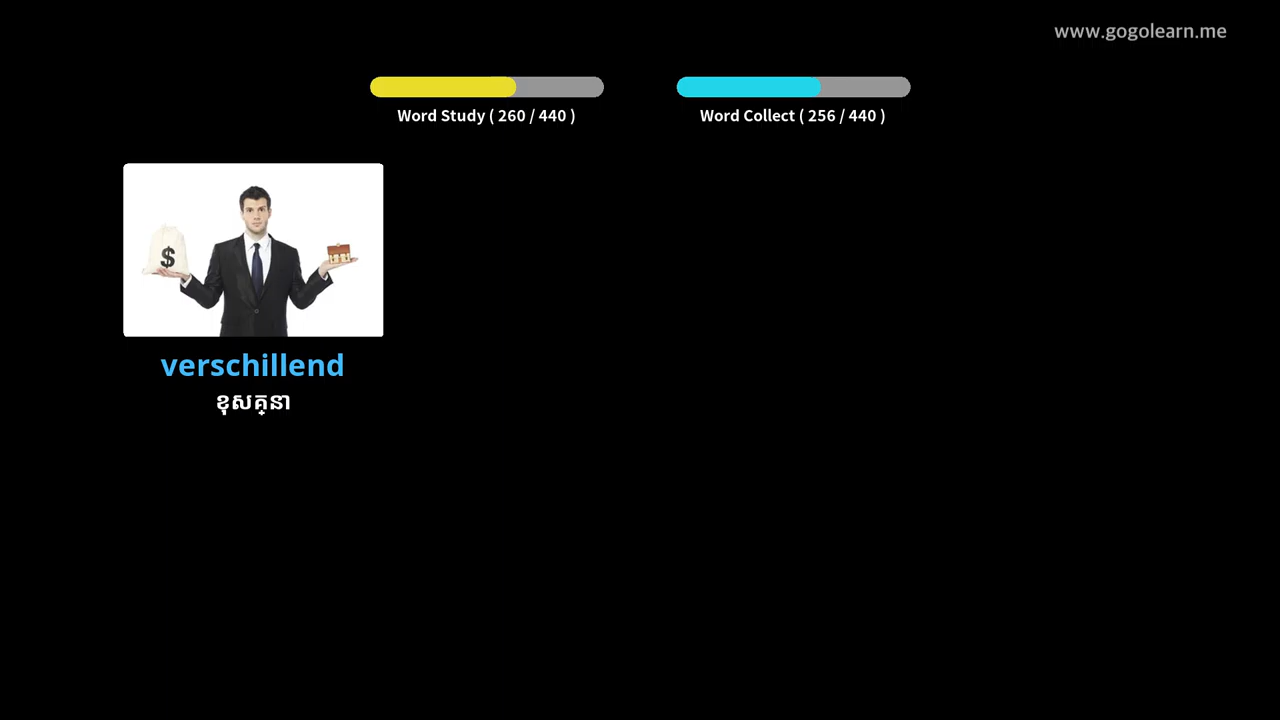 www.gogolearn.me
Word Study ( 260 / 440 )
Word Collect ( 256 / 440 )
$
verschillend
ខុសគ្នា